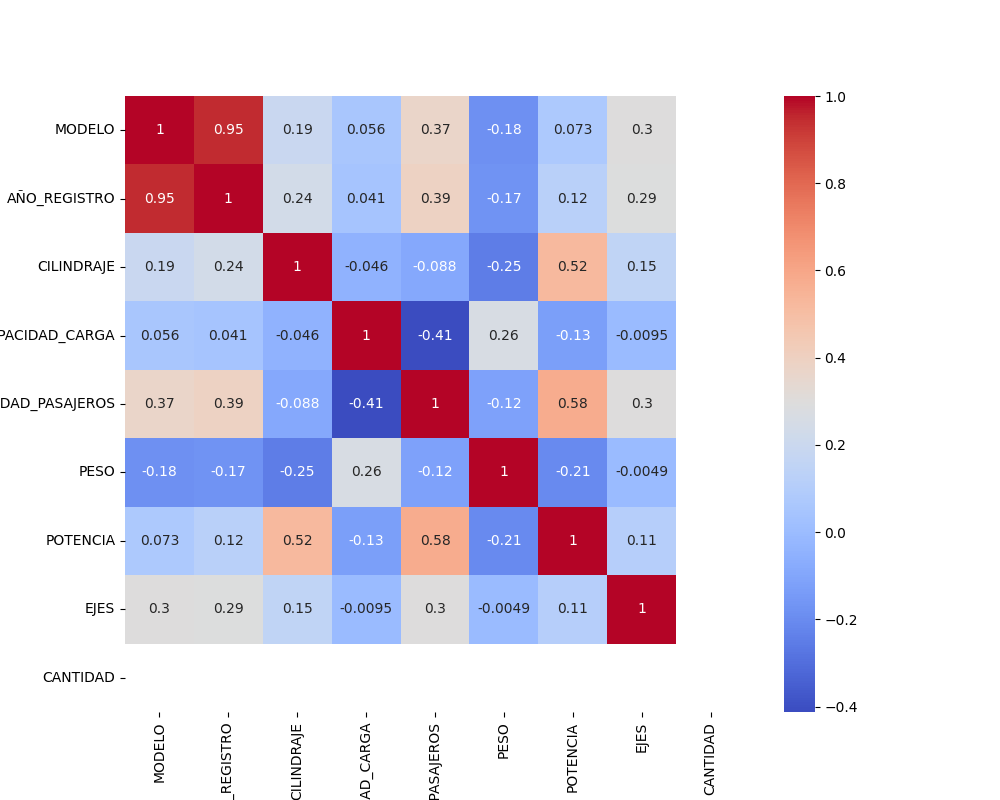 MODELO 1 0.95 0.19 0.056 0.37 -0.18 0.073 0.3
AÑO_REGISTRO 0.95 1 0.24 0.041 0.39 -0.17 0.12 0.29
CILINDRAJE 0.19 0.24 1 -0.046 -0.088 -0.25 0.52 0.15
PACIDAD_CARGA 0.056 0.041 -0.046 1 -0.41 0.26 -0.13 -0.0095
DAD_PASAJEROS 0.37 0.39 -0.088 -0.41 1 -0.12 0.58 0.3
PESO -0.18 -0.17 -0.25 0.26 -0.12 1 -0.21 -0.0049
POTENCIA 0.073 0.12 0.52 -0.13 0.58 -0.21 1 0.11
EJES 0.3 0.29 0.15 -0.0095 0.3 -0.0049 0.11 1
CANTIDAD
MODELO
_REGISTRO
CILINDRAJE
AD_CARGA
PASAJEROS
PESO
POTENCIA
EJES
CANTIDAD
1.0
0.8
0.6
0.4
0.2
0.0
−0.2
−0.4